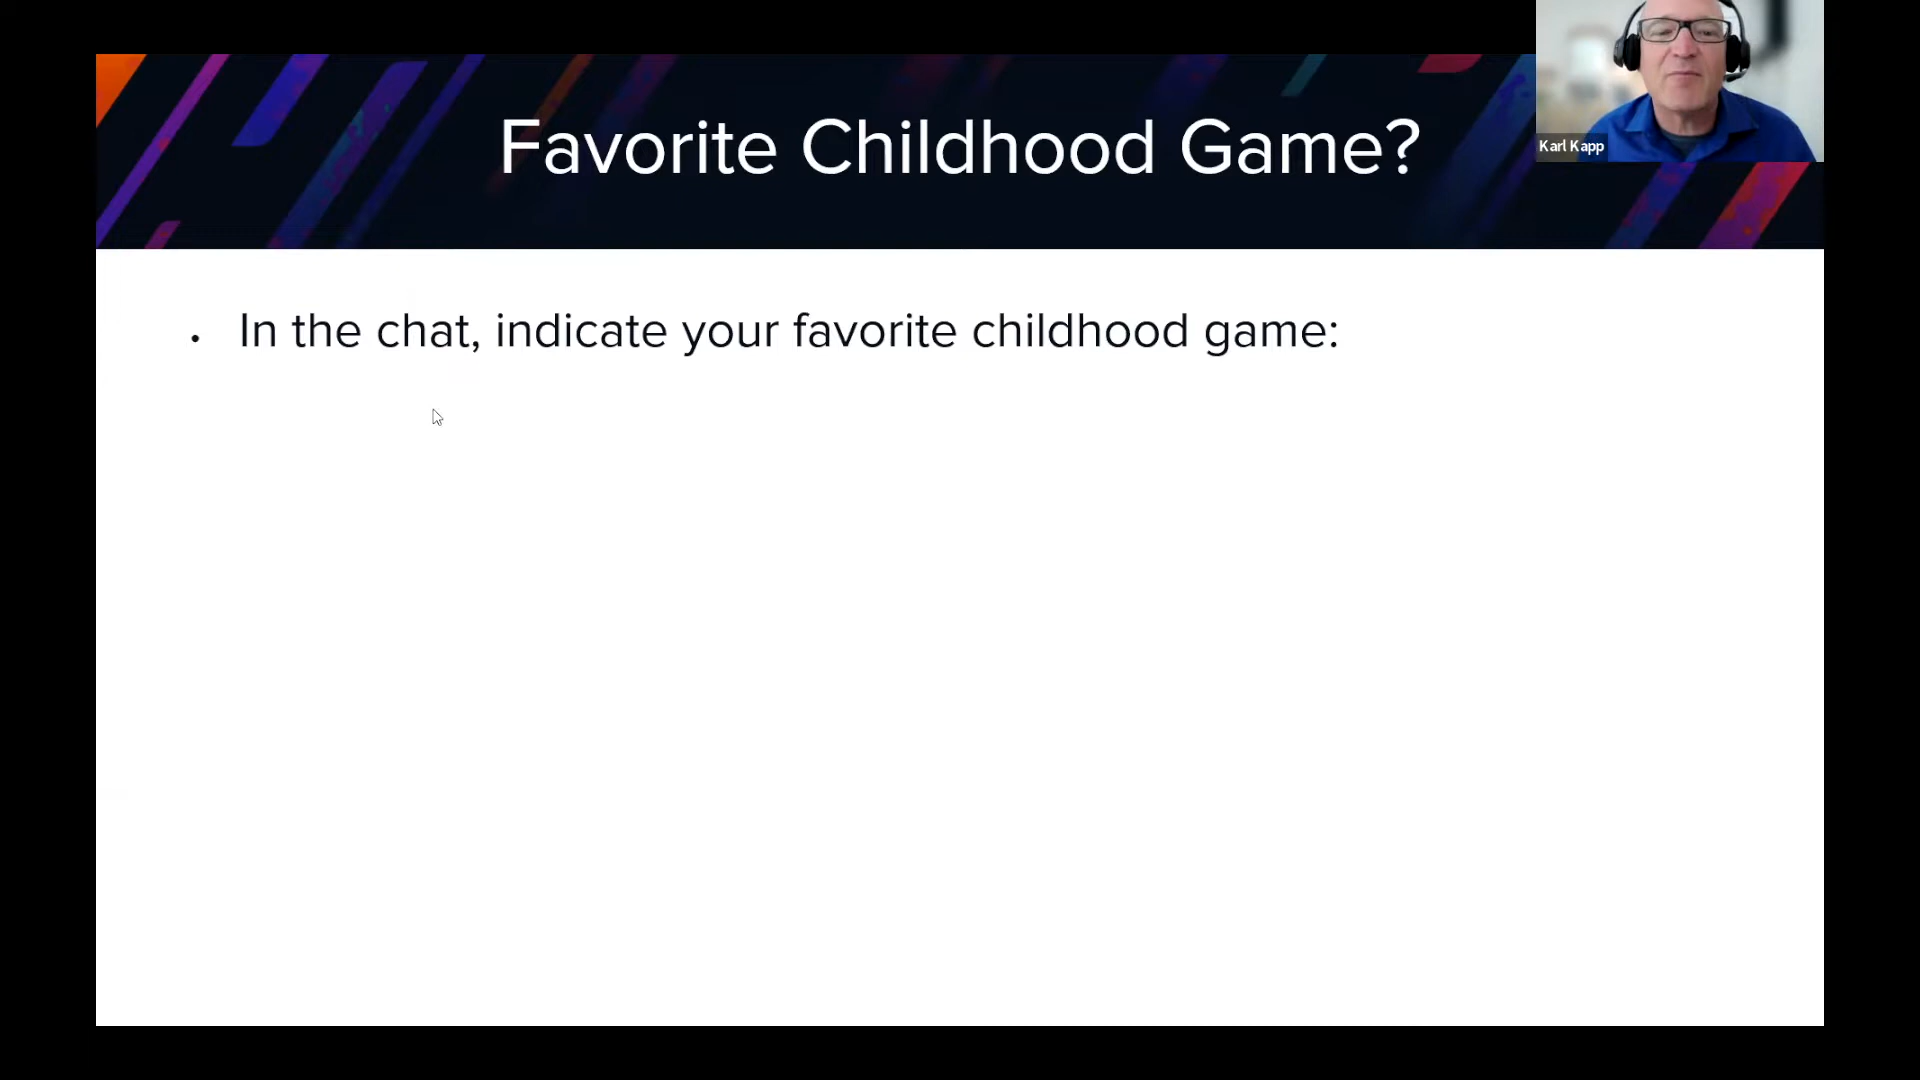 Favorite Childhood Game?
Karl Kapp
• In the chat, indicate your favorite childhood game: